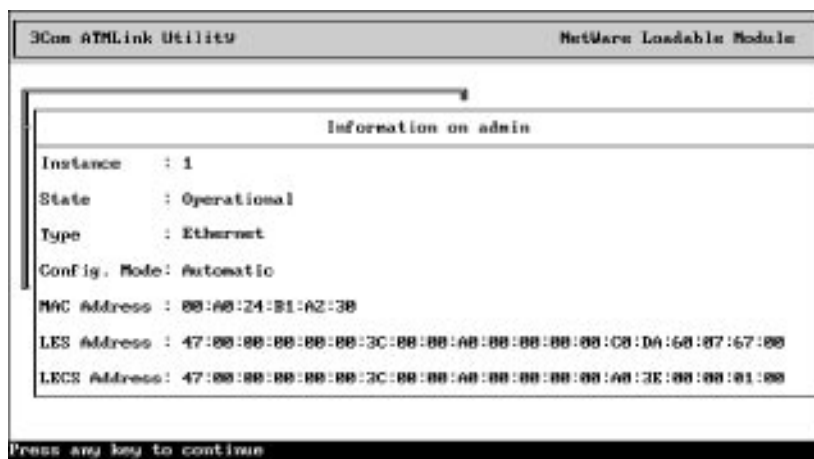 3Com ATMLink Utility NetWare Loadable Module
Information on admin
Instance : 1
State : Operational
Type : Ethernet
Config. Mode: Automatic
MAC Address : 00:A0:24:B1:A2:30
LES Address : 47:00:00:00:00:00:3C:00:00:A0:00:00:00:00:C0:DA:60:07:67:00
LECS Address: 47:00:00:00:00:00:3C:00:00:A0:00:00:00:00:A0:3E:00:00:01:00
Press any key to continue